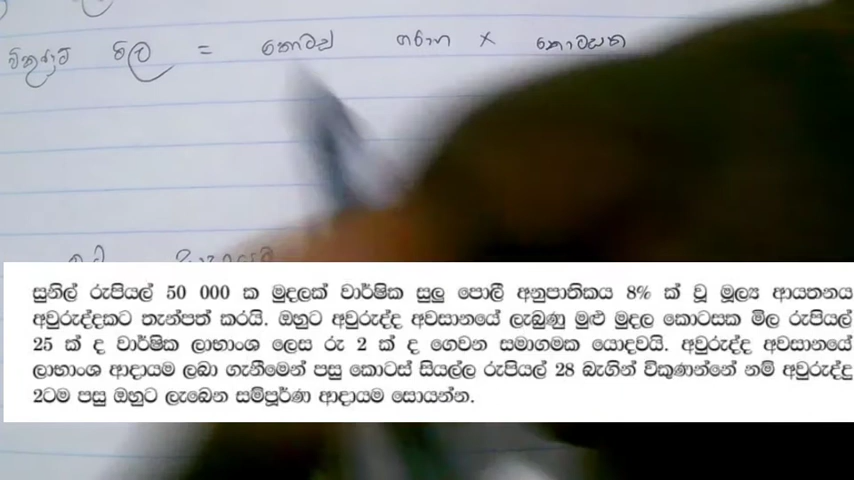 විකුණුම් මිල = කොටස් ගණන × කොටසක
සුනිල් රුපියල් 50 000 ක මුදලක් වාර්ෂික සුලු පොලී අනුපාතිකය 8% ක් වූ මූල්‍ය ආයතනය
අවුරුද්දකට තැන්පත් කරයි. ඔහුට අවුරුද්ද අවසානයේ ලැබුණු මුළු මුදල කොටසක මිල රුපියල්
25 ක් ද වාර්ෂික ලාභාංශ ලෙස රු 2 ක් ද ගෙවන සමාගමක යොදවයි. අවුරුද්ද අවසානයේ
ලාභාංශ ආදායම ලබා ගැනීමෙන් පසු කොටස් සියල්ල රුපියල් 28 බැගින් විකුණන්නේ නම් අවුරුද්දු
2ටම පසු ඔහුට ලැබෙන සම්පූර්ණ ආදායම සොයන්න.